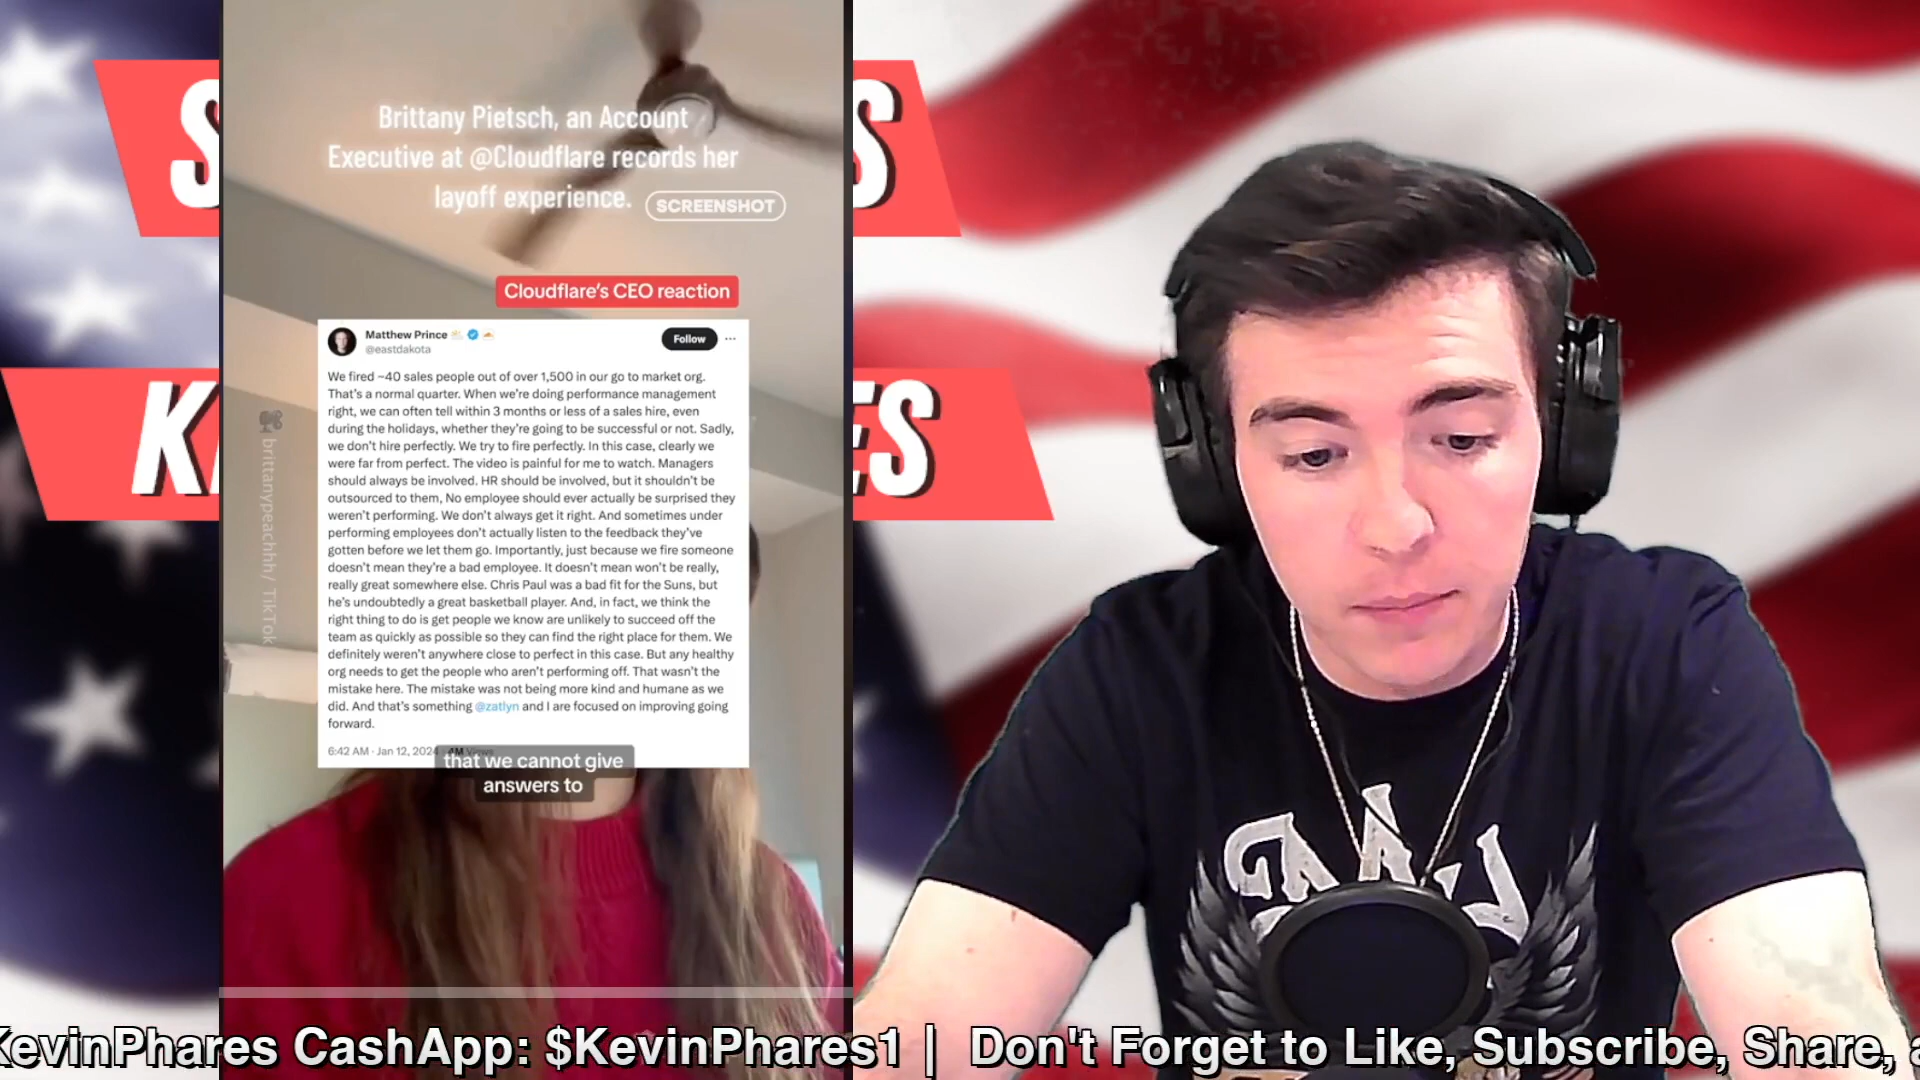 Brittany Pietsch, an Account
Executive at @Cloudflare records her
layoff experience.
SCREENSHOT
Cloudflare's CEO reaction
Matthew Prince
@eastdakota
Follow
We fired ~40 sales people out of over 1,500 in our go to market org.
That's a normal quarter. When we're doing performance management
right, we can often tell within 3 months or less of a sales hire, even
during the holidays, whether they're going to be successful or not. Sadly,
we don't hire perfectly. We try to fire perfectly. In this case, clearly we
were far from perfect. The video is painful for me to watch. Managers
should always be involved. HR should be involved, but it shouldn't be
outsourced to them, No employee should ever actually be surprised they
weren't performing. We don't always get it right. And sometimes under
performing employees don't actually listen to the feedback they've
gotten before we let them go. Importantly, just because we fire someone
doesn't mean they're a bad employee. It doesn't mean won't be really,
really great somewhere else. Chris Paul was a bad fit for the Suns, but
he's undoubtedly a great basketball player. And, in fact, we think the
right thing to do is get people we know are unlikely to succeed off the
team as quickly as possible so they can find the right place for them. We
definitely weren't anywhere close to perfect in this case. But any healthy
org needs to get the people who aren't performing off. That wasn't the
mistake here. The mistake was not being more kind and humane as we
did. And that's something @zatlyn and I are focused on improving going
forward.
6:42 AM · Jan 12, 2024 · 4M Views
that we cannot give
answers to
brittanypeachhh/ TikTok
S
S
K
ES
KevinPhares CashApp: $KevinPhares1 | Don't Forget to Like, Subscribe, Share,